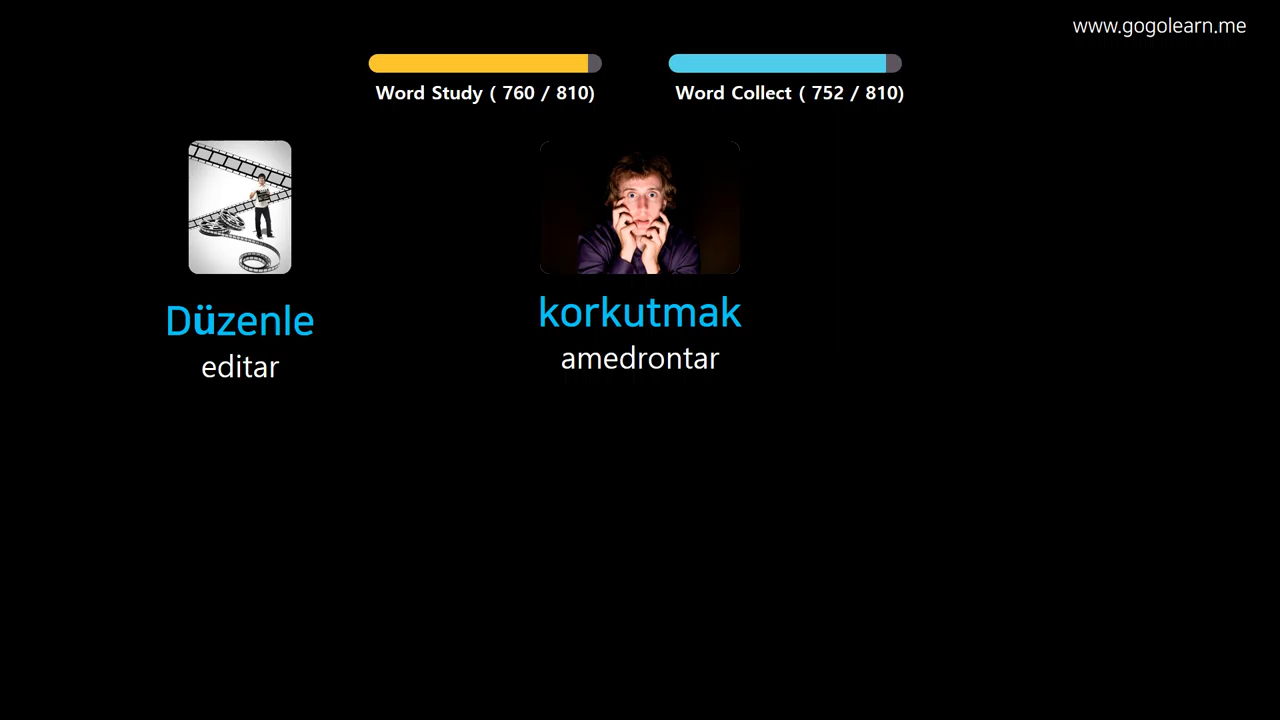 www.gogolearn.me
Word Study ( 760 / 810)
Word Collect ( 752 / 810)
Düzenle
editar
korkutmak
amedrontar